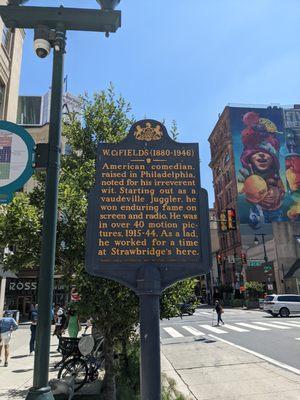 W.C. FIELDS (1880-1946)
American comedian,
raised in Philadelphia,
noted for his irreverent
wit. Starting out as a
vaudeville juggler, he
won enduring fame on
screen and radio. He was
in over 40 motion pic-
tures, 1915-44. As a lad,
he worked for a time
at Strawbridge's here.
ROSS